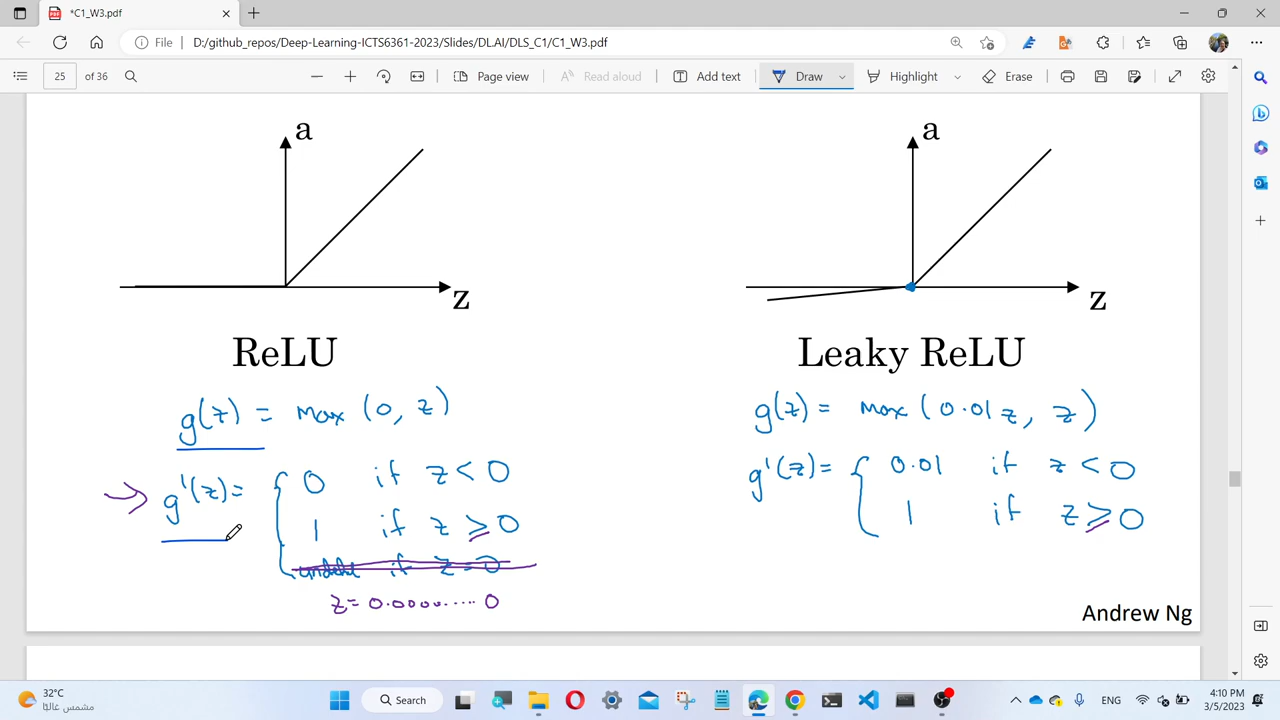 *C1_W3.pdf
File
D:/github_repos/Deep-Learning-ICTS6361-2023/Slides/DL.AI/DLS_C1/C1_W3.pdf
25 of 36
Page view
Read aloud
Add text
Draw
Highlight
Erase
a
z
ReLU
g(z) = max (0, z)
g'(z)= { 0 if z < 0
1 if z ⩾ 0
if z = 0
z = 0.0000...... 0
a
z
Leaky ReLU
g(z) = max (0.01 z, z)
g'(z)= { 0.01 if z < 0
1 if z ⩾ 0
Andrew Ng
32°C
مشمس غالبًا
Search
ENG
4:10 PM
3/5/2023